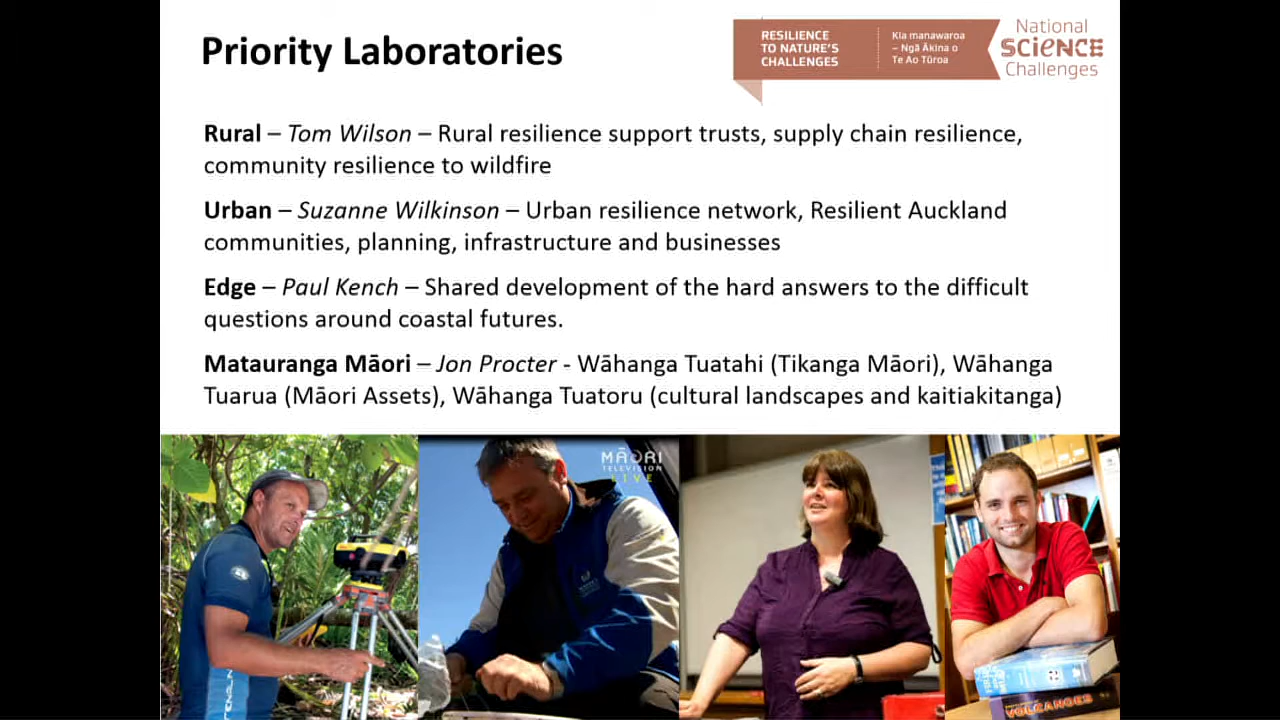 Priority Laboratories
RESILIENCE
TO NATURE'S
CHALLENGES
Kia manawaroa
– Ngā Ākina o
Te Ao Tūroa
National
SCIENCE
Challenges
Rural – Tom Wilson – Rural resilience support trusts, supply chain resilience,
community resilience to wildfire
Urban – Suzanne Wilkinson – Urban resilience network, Resilient Auckland
communities, planning, infrastructure and businesses
Edge – Paul Kench – Shared development of the hard answers to the difficult
questions around coastal futures.
Matauranga Māori – Jon Procter - Wāhanga Tuatahi (Tikanga Māori), Wāhanga
Tuarua (Māori Assets), Wāhanga Tuatoru (cultural landscapes and kaitiakitanga)
MĀORI
TELEVISION
LIVE
VOLCANOES